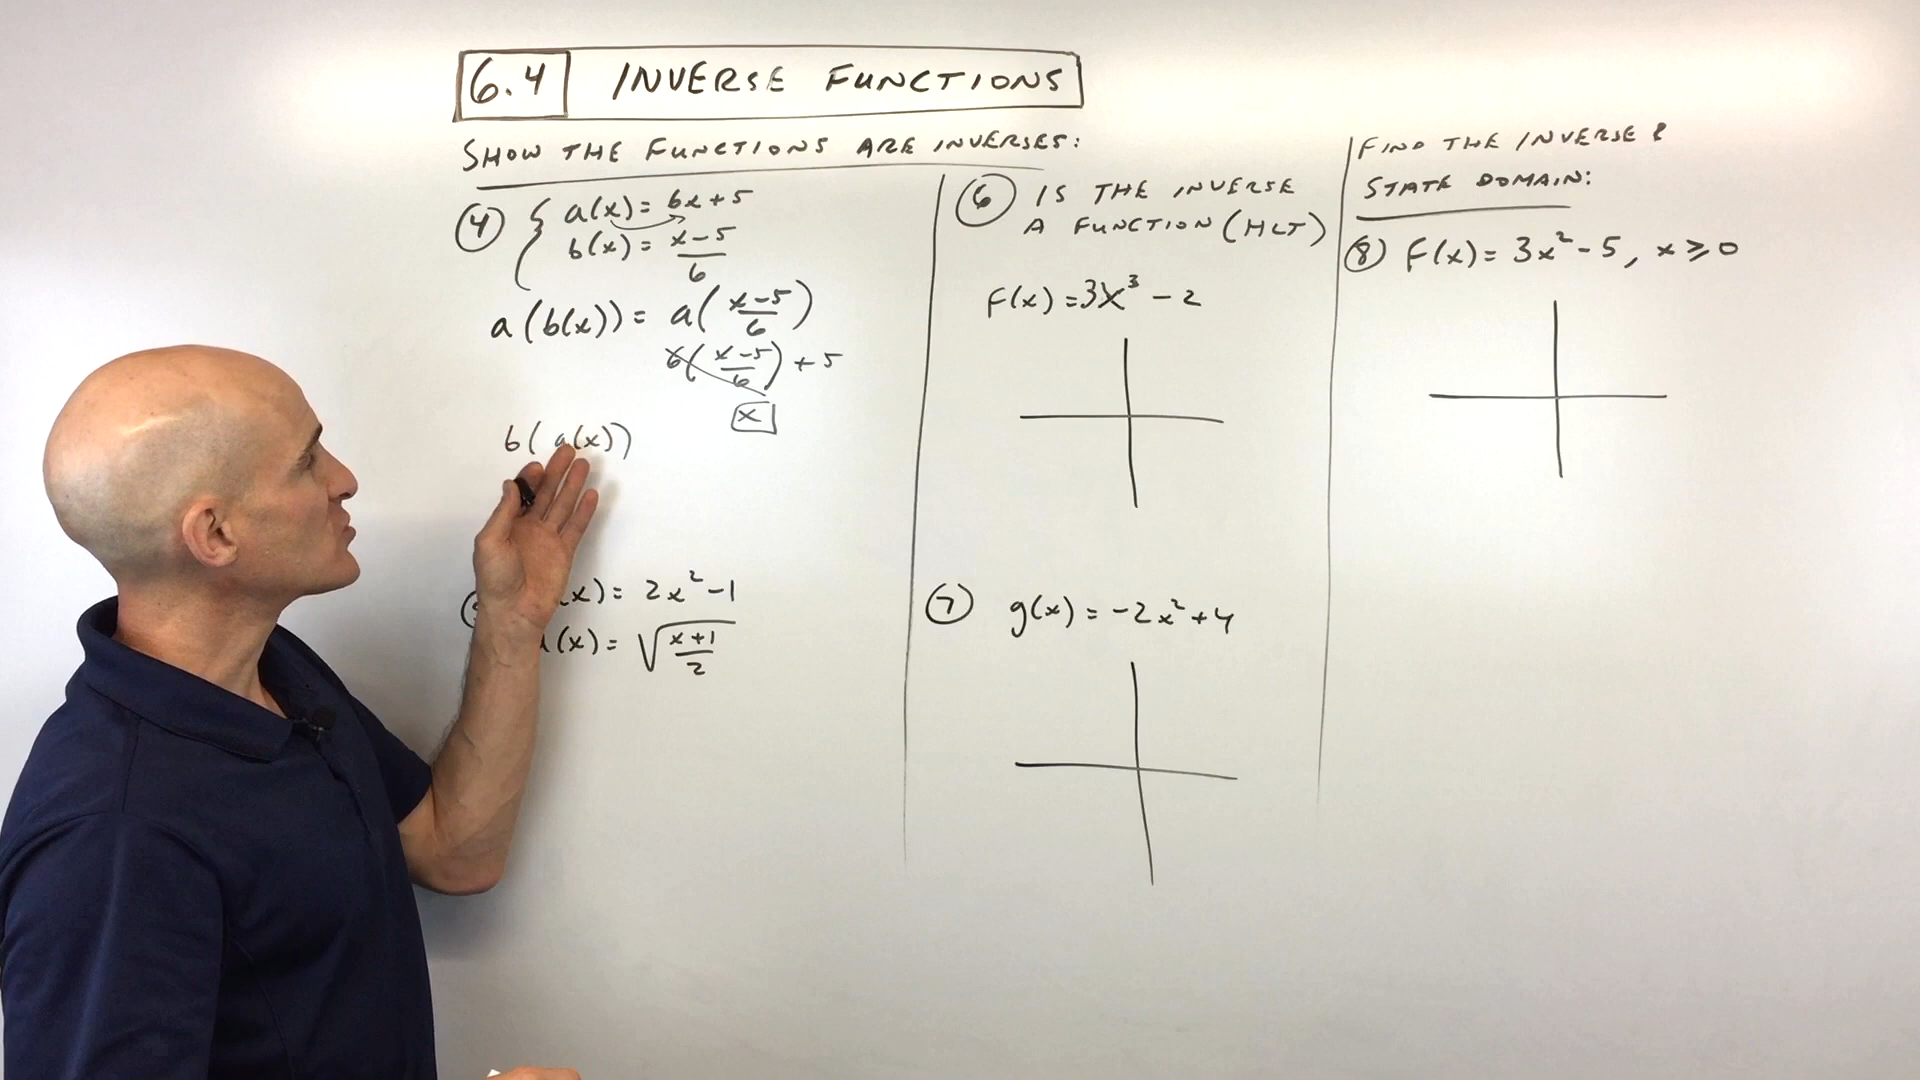 6.4 INVERSE FUNCTIONS
SHOW THE FUNCTIONS ARE INVERSES:
④ { a(x) = 6x+5
b(x) = x-5/6
a(b(x)) = a(x-5/6)
6(x-5/6) + 5
x
b(a(x))
(x) = 2x²-1
(x) = √(x+1/2)
⑥ IS THE INVERSE
A FUNCTION (HLT)
F(x) = 3x³ - 2
⑦ g(x) = -2x²+4
FIND THE INVERSE &
STATE DOMAIN:
⑧ F(x) = 3x²-5, x ≥ 0